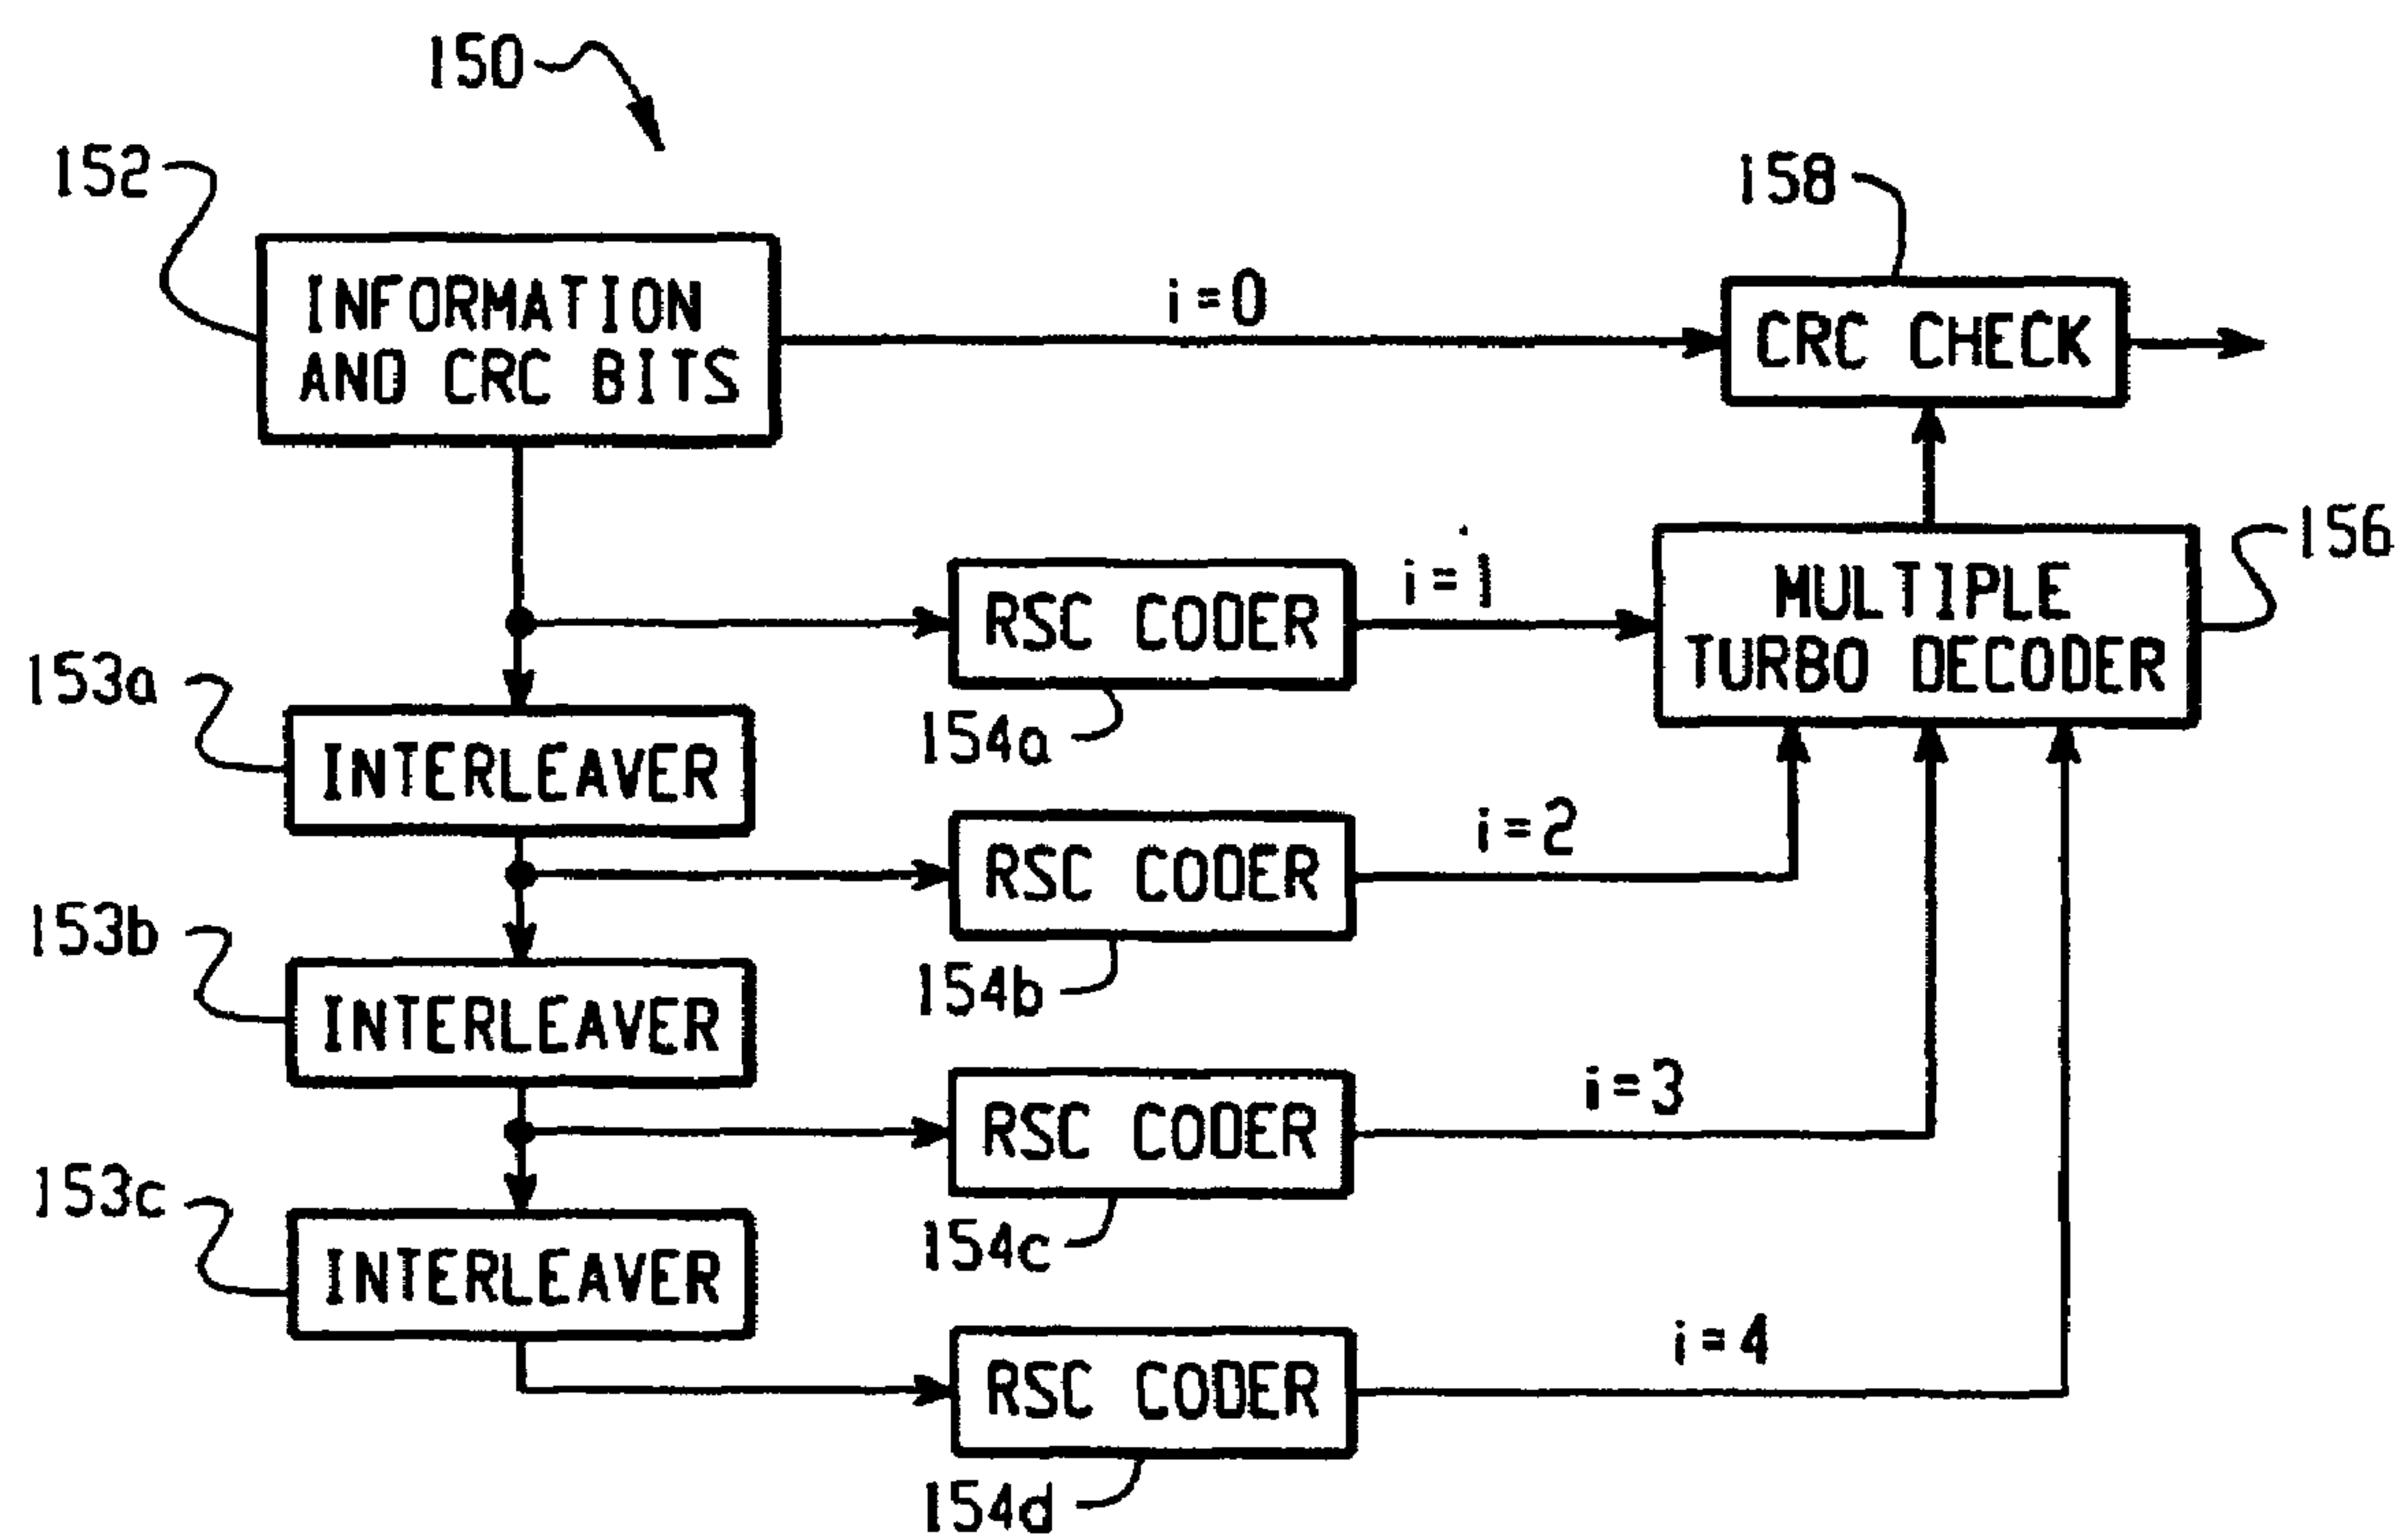 150
152
158
INFORMATION
AND CRC BITS
i=0
CRC CHECK
156
i=1
RSC CODER
MULTIPLE
TURBO DECODER
153a
154a
INTERLEAVER
i=2
RSC CODER
153b
154b
INTERLEAVER
i=3
RSC CODER
153c
154c
INTERLEAVER
i=4
RSC CODER
154d